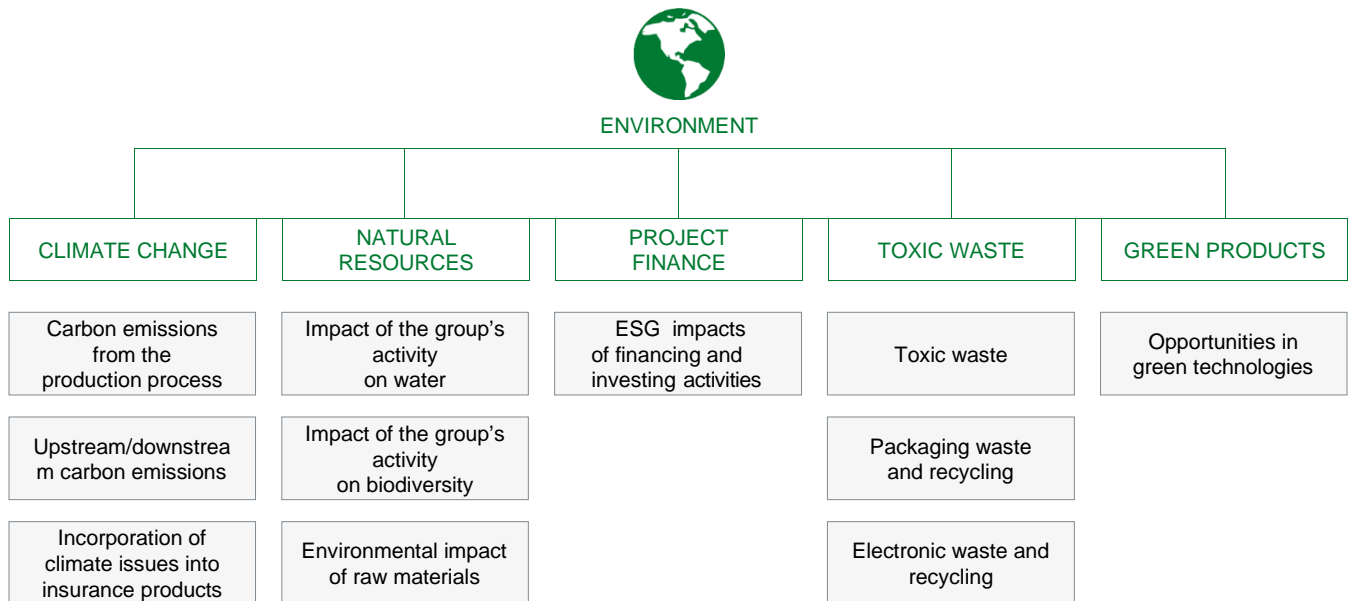 ENVIRONMENT
CLIMATE CHANGE
NATURAL
RESOURCES
PROJECT
FINANCE
TOXIC WASTE
GREEN PRODUCTS
Carbon emissions
from the
production process
Impact of the group’s
activity
on water
ESG impacts
of financing and
investing activities
Toxic waste
Opportunities in
green technologies
Upstream/downstrea
m carbon emissions
Impact of the group’s
activity
on biodiversity
Packaging waste
and recycling
Incorporation of
climate issues into
insurance products
Environmental impact
of raw materials
Electronic waste and
recycling